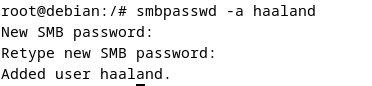 root@debian:/# smbpasswd -a haaland
New SMB password:
Retype new SMB password:
Added user haaland.